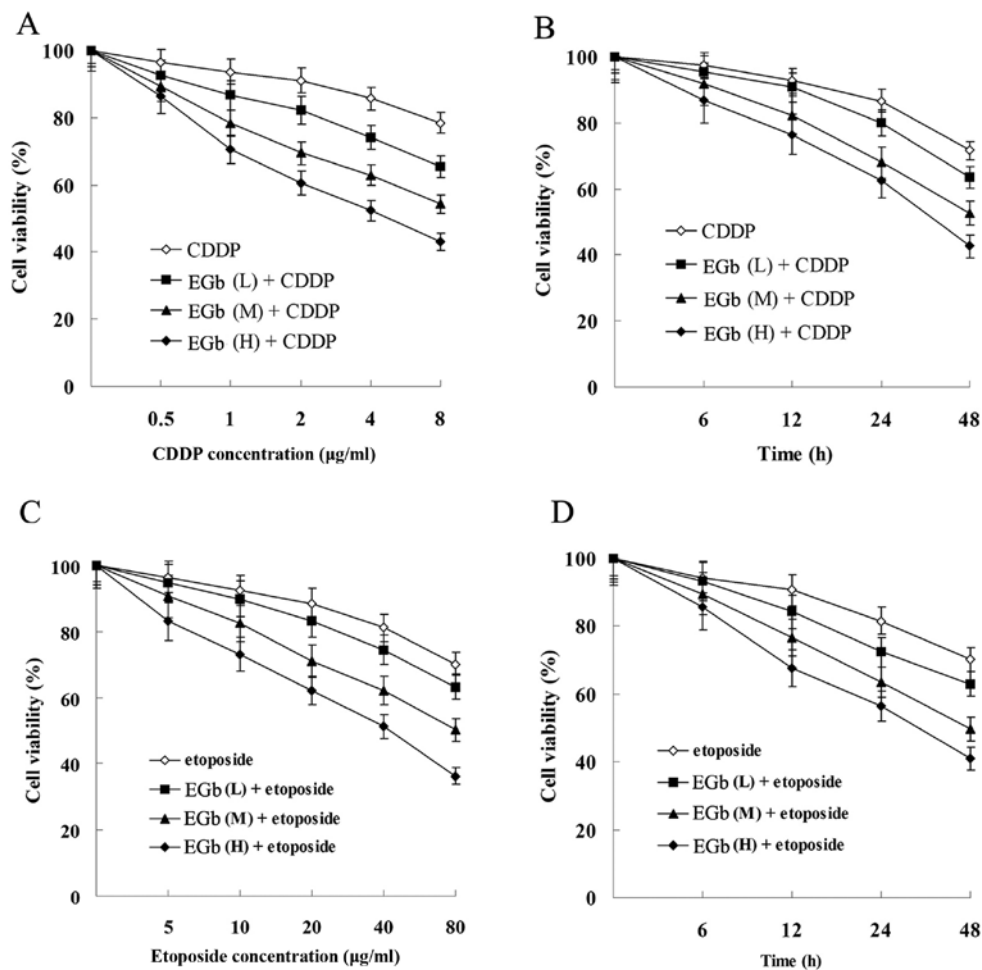 A
Cell viability (%)
100
80
60
40
20
0
CDDP
EGb (L) + CDDP
EGb (M) + CDDP
EGb (H) + CDDP
0.5 1 2 4 8
CDDP concentration (µg/ml)
B
Cell viability (%)
100
80
60
40
20
0
CDDP
EGb (L) + CDDP
EGb (M) + CDDP
EGb (H) + CDDP
6 12 24 48
Time (h)
C
Cell viability (%)
100
80
60
40
20
0
etoposide
EGb (L) + etoposide
EGb (M) + etoposide
EGb (H) + etoposide
5 10 20 40 80
Etoposide concentration (µg/ml)
D
Cell viability (%)
100
80
60
40
20
0
etoposide
EGb (L) + etoposide
EGb (M) + etoposide
EGb (H) + etoposide
6 12 24 48
Time (h)